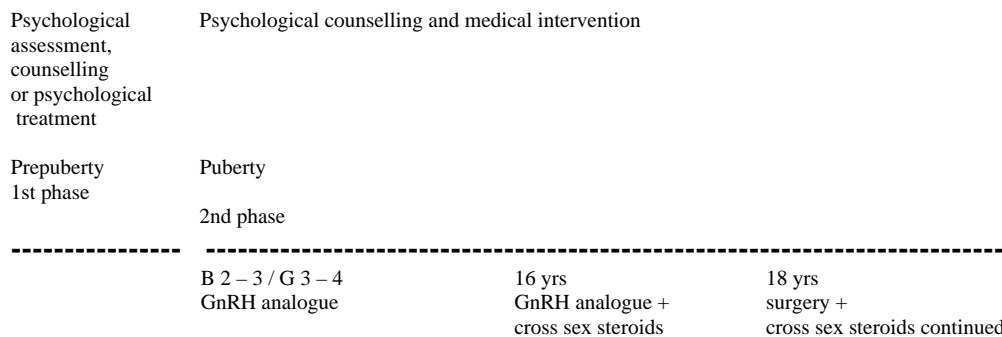 Psychological
assessment,
counselling
or psychological
treatment
Psychological counselling and medical intervention
Prepuberty
1st phase
Puberty
2nd phase
B 2 – 3 / G 3 – 4
GnRH analogue
16 yrs
GnRH analogue +
cross sex steroids
18 yrs
surgery +
cross sex steroids continued